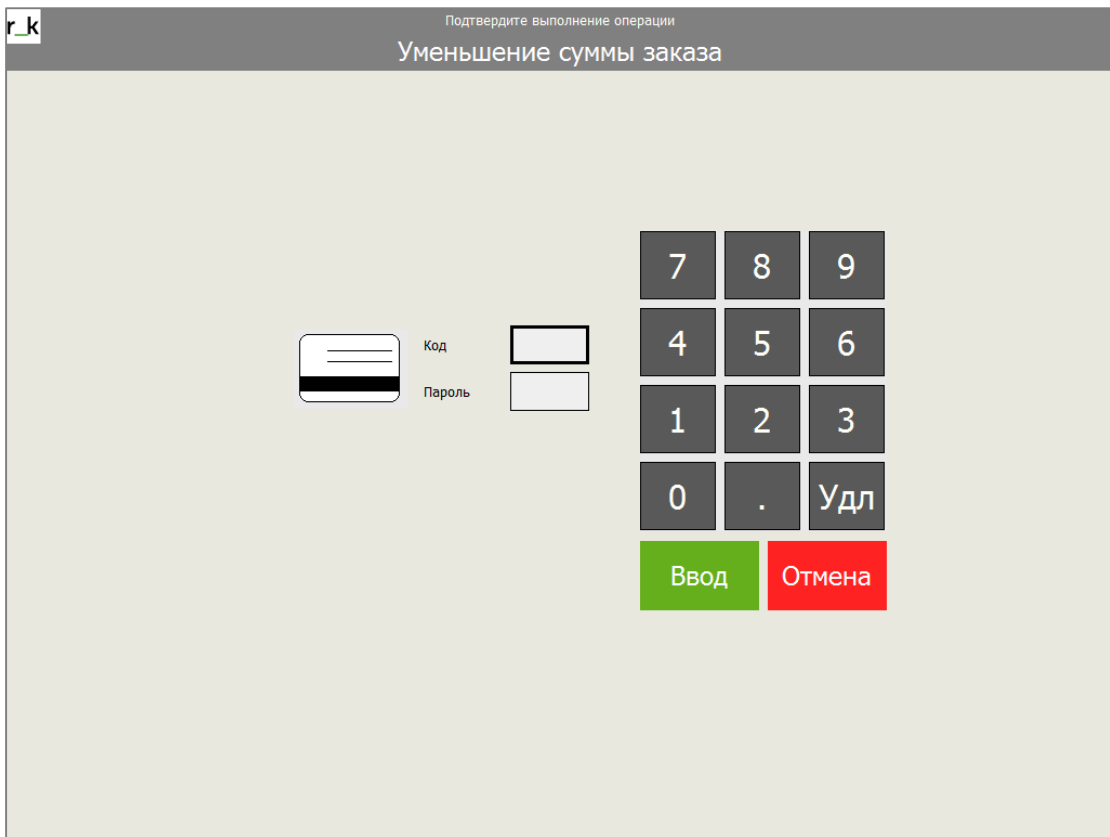 r_k
Подтвердите выполнение операции
Уменьшение суммы заказа
7 8 9
Код
4 5 6
Пароль
1 2 3
0 . Удл
Ввод Отмена